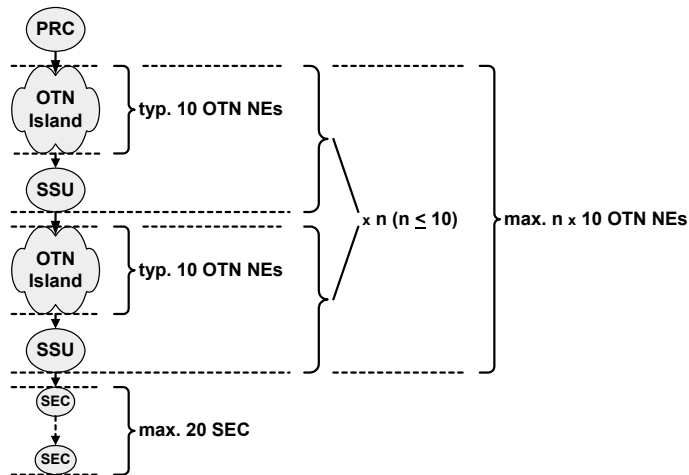 PRC
OTN
Island
typ. 10 OTN NEs
SSU
x n (n ≤ 10)
max. n x 10 OTN NEs
OTN
Island
typ. 10 OTN NEs
SSU
SEC
max. 20 SEC
SEC